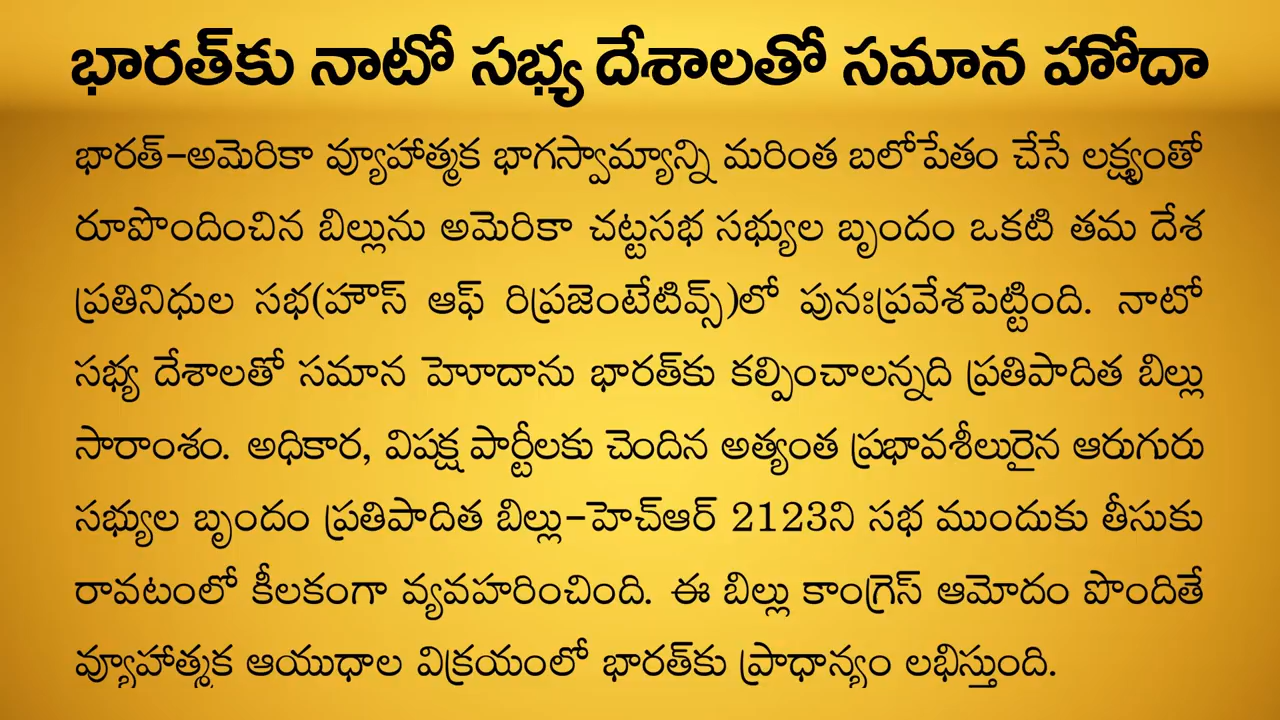 భారత్‌కు నాటో సభ్య దేశాలతో సమాన హోదా
భారత్-అమెరికా వ్యూహాత్మక భాగస్వామ్యాన్ని మరింత బలోపేతం చేసే లక్ష్యంతో
రూపొందించిన బిల్లును అమెరికా చట్టసభ సభ్యుల బృందం ఒకటి తమ దేశ
ప్రతినిధుల సభ(హౌస్ ఆఫ్ రిప్రజెంటేటివ్స్)లో పునఃప్రవేశపెట్టింది. నాటో
సభ్య దేశాలతో సమాన హెూదాను భారత్‌కు కల్పించాలన్నది ప్రతిపాదిత బిల్లు
సారాంశం. అధికార, విపక్ష పార్టీలకు చెందిన అత్యంత ప్రభావశీలురైన ఆరుగురు
సభ్యుల బృందం ప్రతిపాదిత బిల్లు-హెచ్ఆర్ 2123ని సభ ముందుకు తీసుకు
రావటంలో కీలకంగా వ్యవహరించింది. ఈ బిల్లు కాంగ్రెస్ ఆమోదం పొందితే
వ్యూహాత్మక ఆయుధాల విక్రయంలో భారత్‌కు ప్రాధాన్యం లభిస్తుంది.